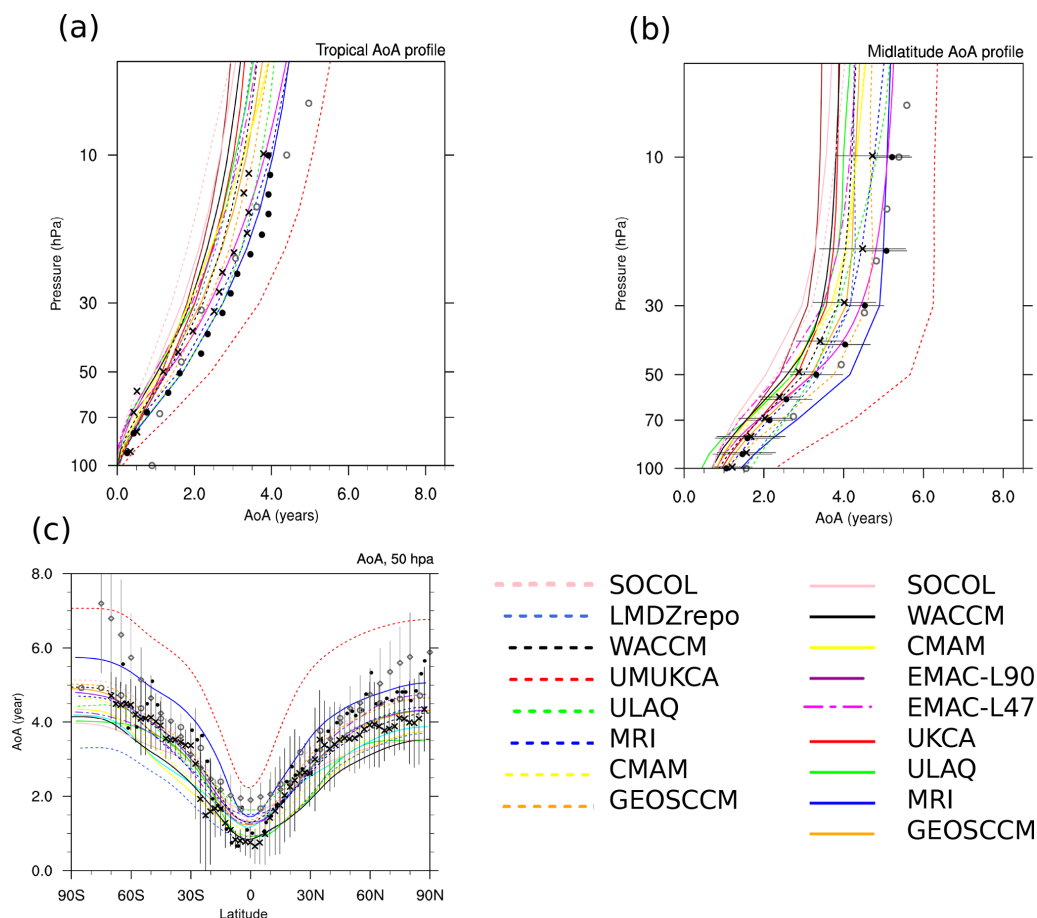 (a)
Tropical AoA profile
Pressure (hPa)
10
30
50
70
100
0.0 2.0 4.0 6.0 8.0
AoA (years)
(b)
Midlatitude AoA profile
Pressure (hPa)
10
30
50
70
100
0.0 2.0 4.0 6.0 8.0
AoA (years)
(c)
AoA, 50 hpa
AoA (year)
8.0
6.0
4.0
2.0
0.0
90S 60S 30S 0 30N 60N 90N
Latitude
SOCOL
LMDZrepo
WACCM
UMUKCA
ULAQ
MRI
CMAM
GEOSCCM
SOCOL
WACCM
CMAM
EMAC-L90
EMAC-L47
UKCA
ULAQ
MRI
GEOSCCM